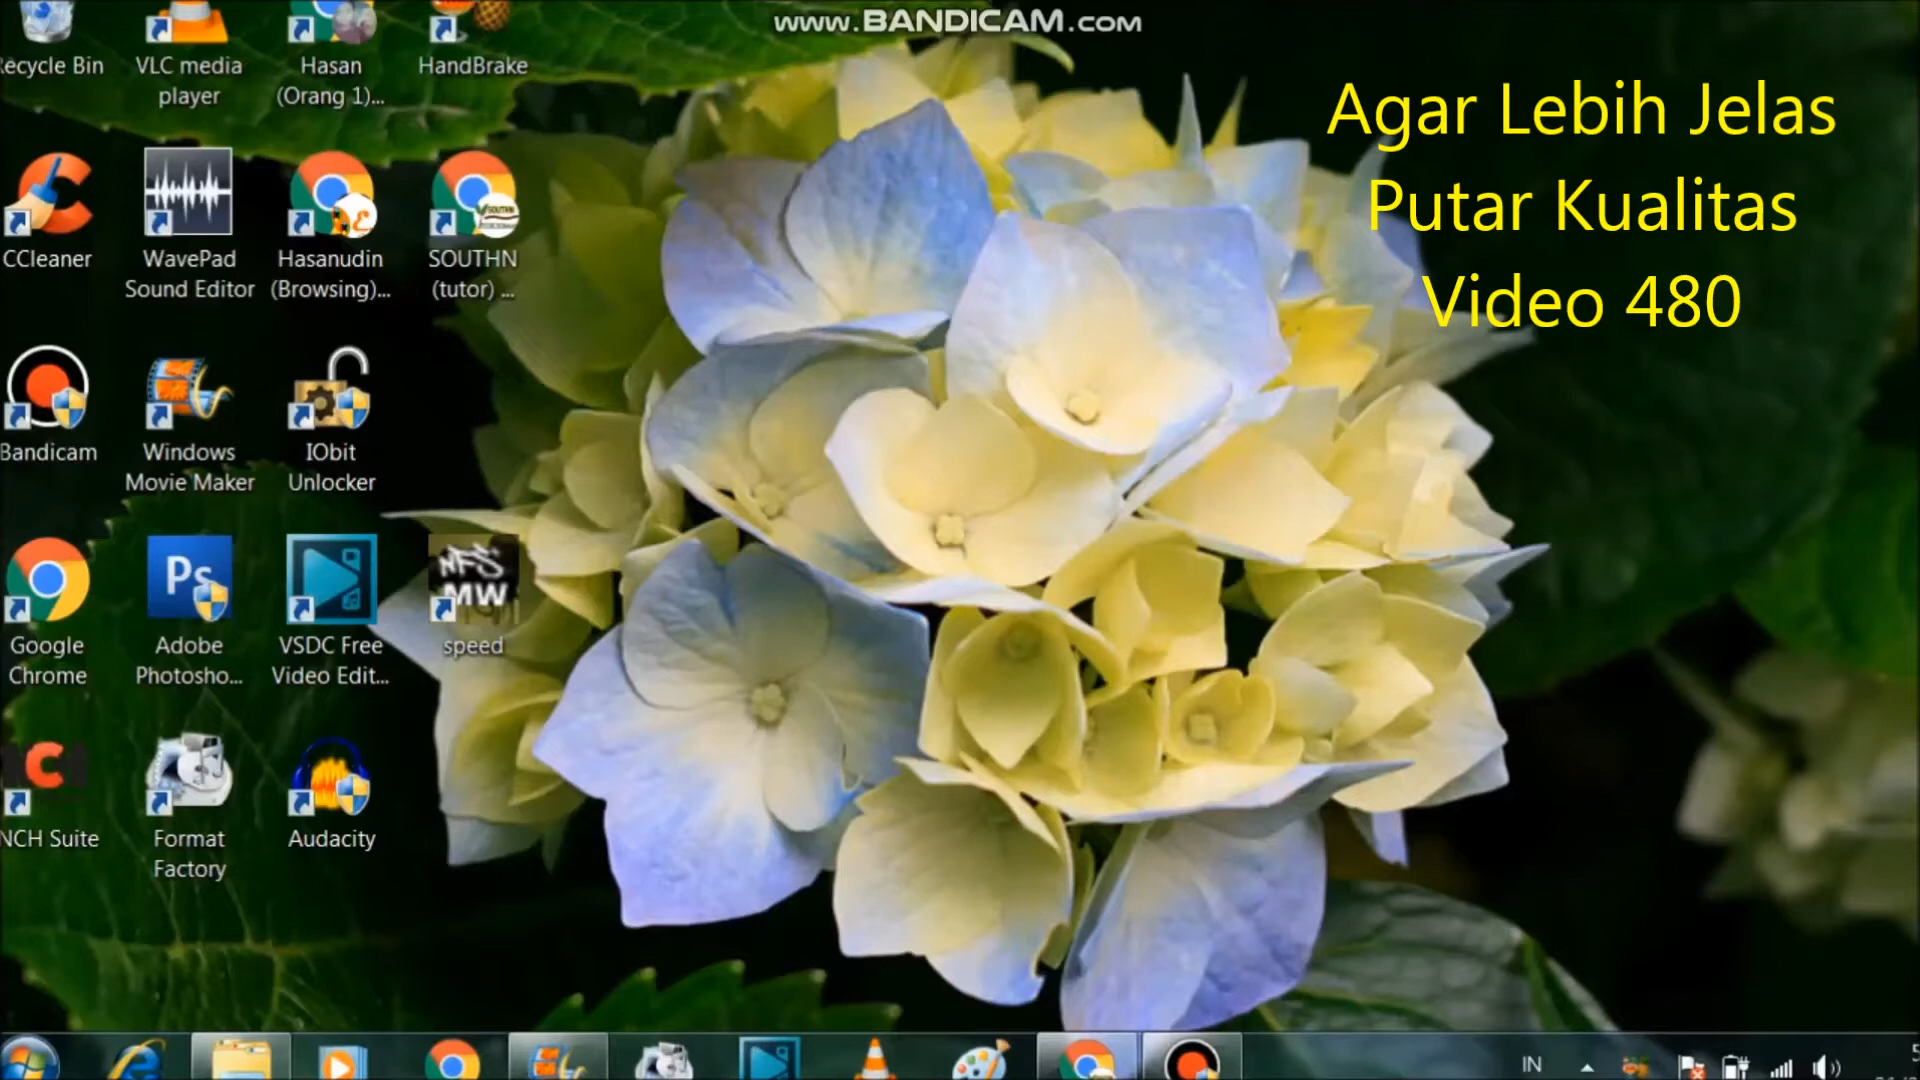 www.BANDICAM.com
Agar Lebih Jelas
Putar Kualitas
Video 480
ecycle Bin
VLC media
player
Hasan
(Orang 1)...
HandBrake
CCleaner
WavePad
Sound Editor
Hasanudin
(Browsing)...
SOUTHN
(tutor) ...
Bandicam
Windows
Movie Maker
IObit
Unlocker
Google
Chrome
Ps
Adobe
Photosho...
VSDC Free
Video Edit...
NFS
MW
speed
NCH Suite
Format
Factory
Audacity
IN